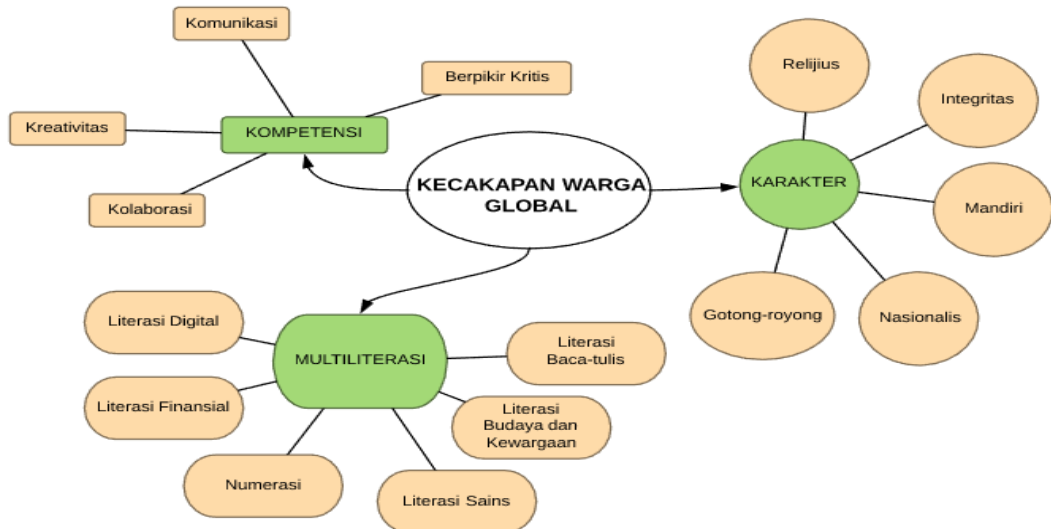 Komunikasi
Berpikir Kritis
Kreativitas
KOMPETENSI
Kolaborasi
KECAKAPAN WARGA
GLOBAL
Relijius
Integritas
KARAKTER
Mandiri
Gotong-royong
Nasionalis
Literasi Digital
MULTILITERASI
Literasi
Baca-tulis
Literasi Finansial
Literasi
Budaya dan
Kewargaan
Numerasi
Literasi Sains